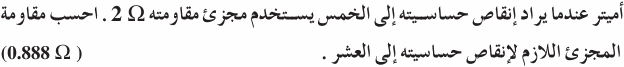 أميتر عندما يراد إنقاص حساسيته إلى الخمس يستخدم مجزئ مقاومته 2 Ω . احسب مقاومة
المجزئ اللازم لإنقاص حساسيته إلى العشر . (0.888 Ω )